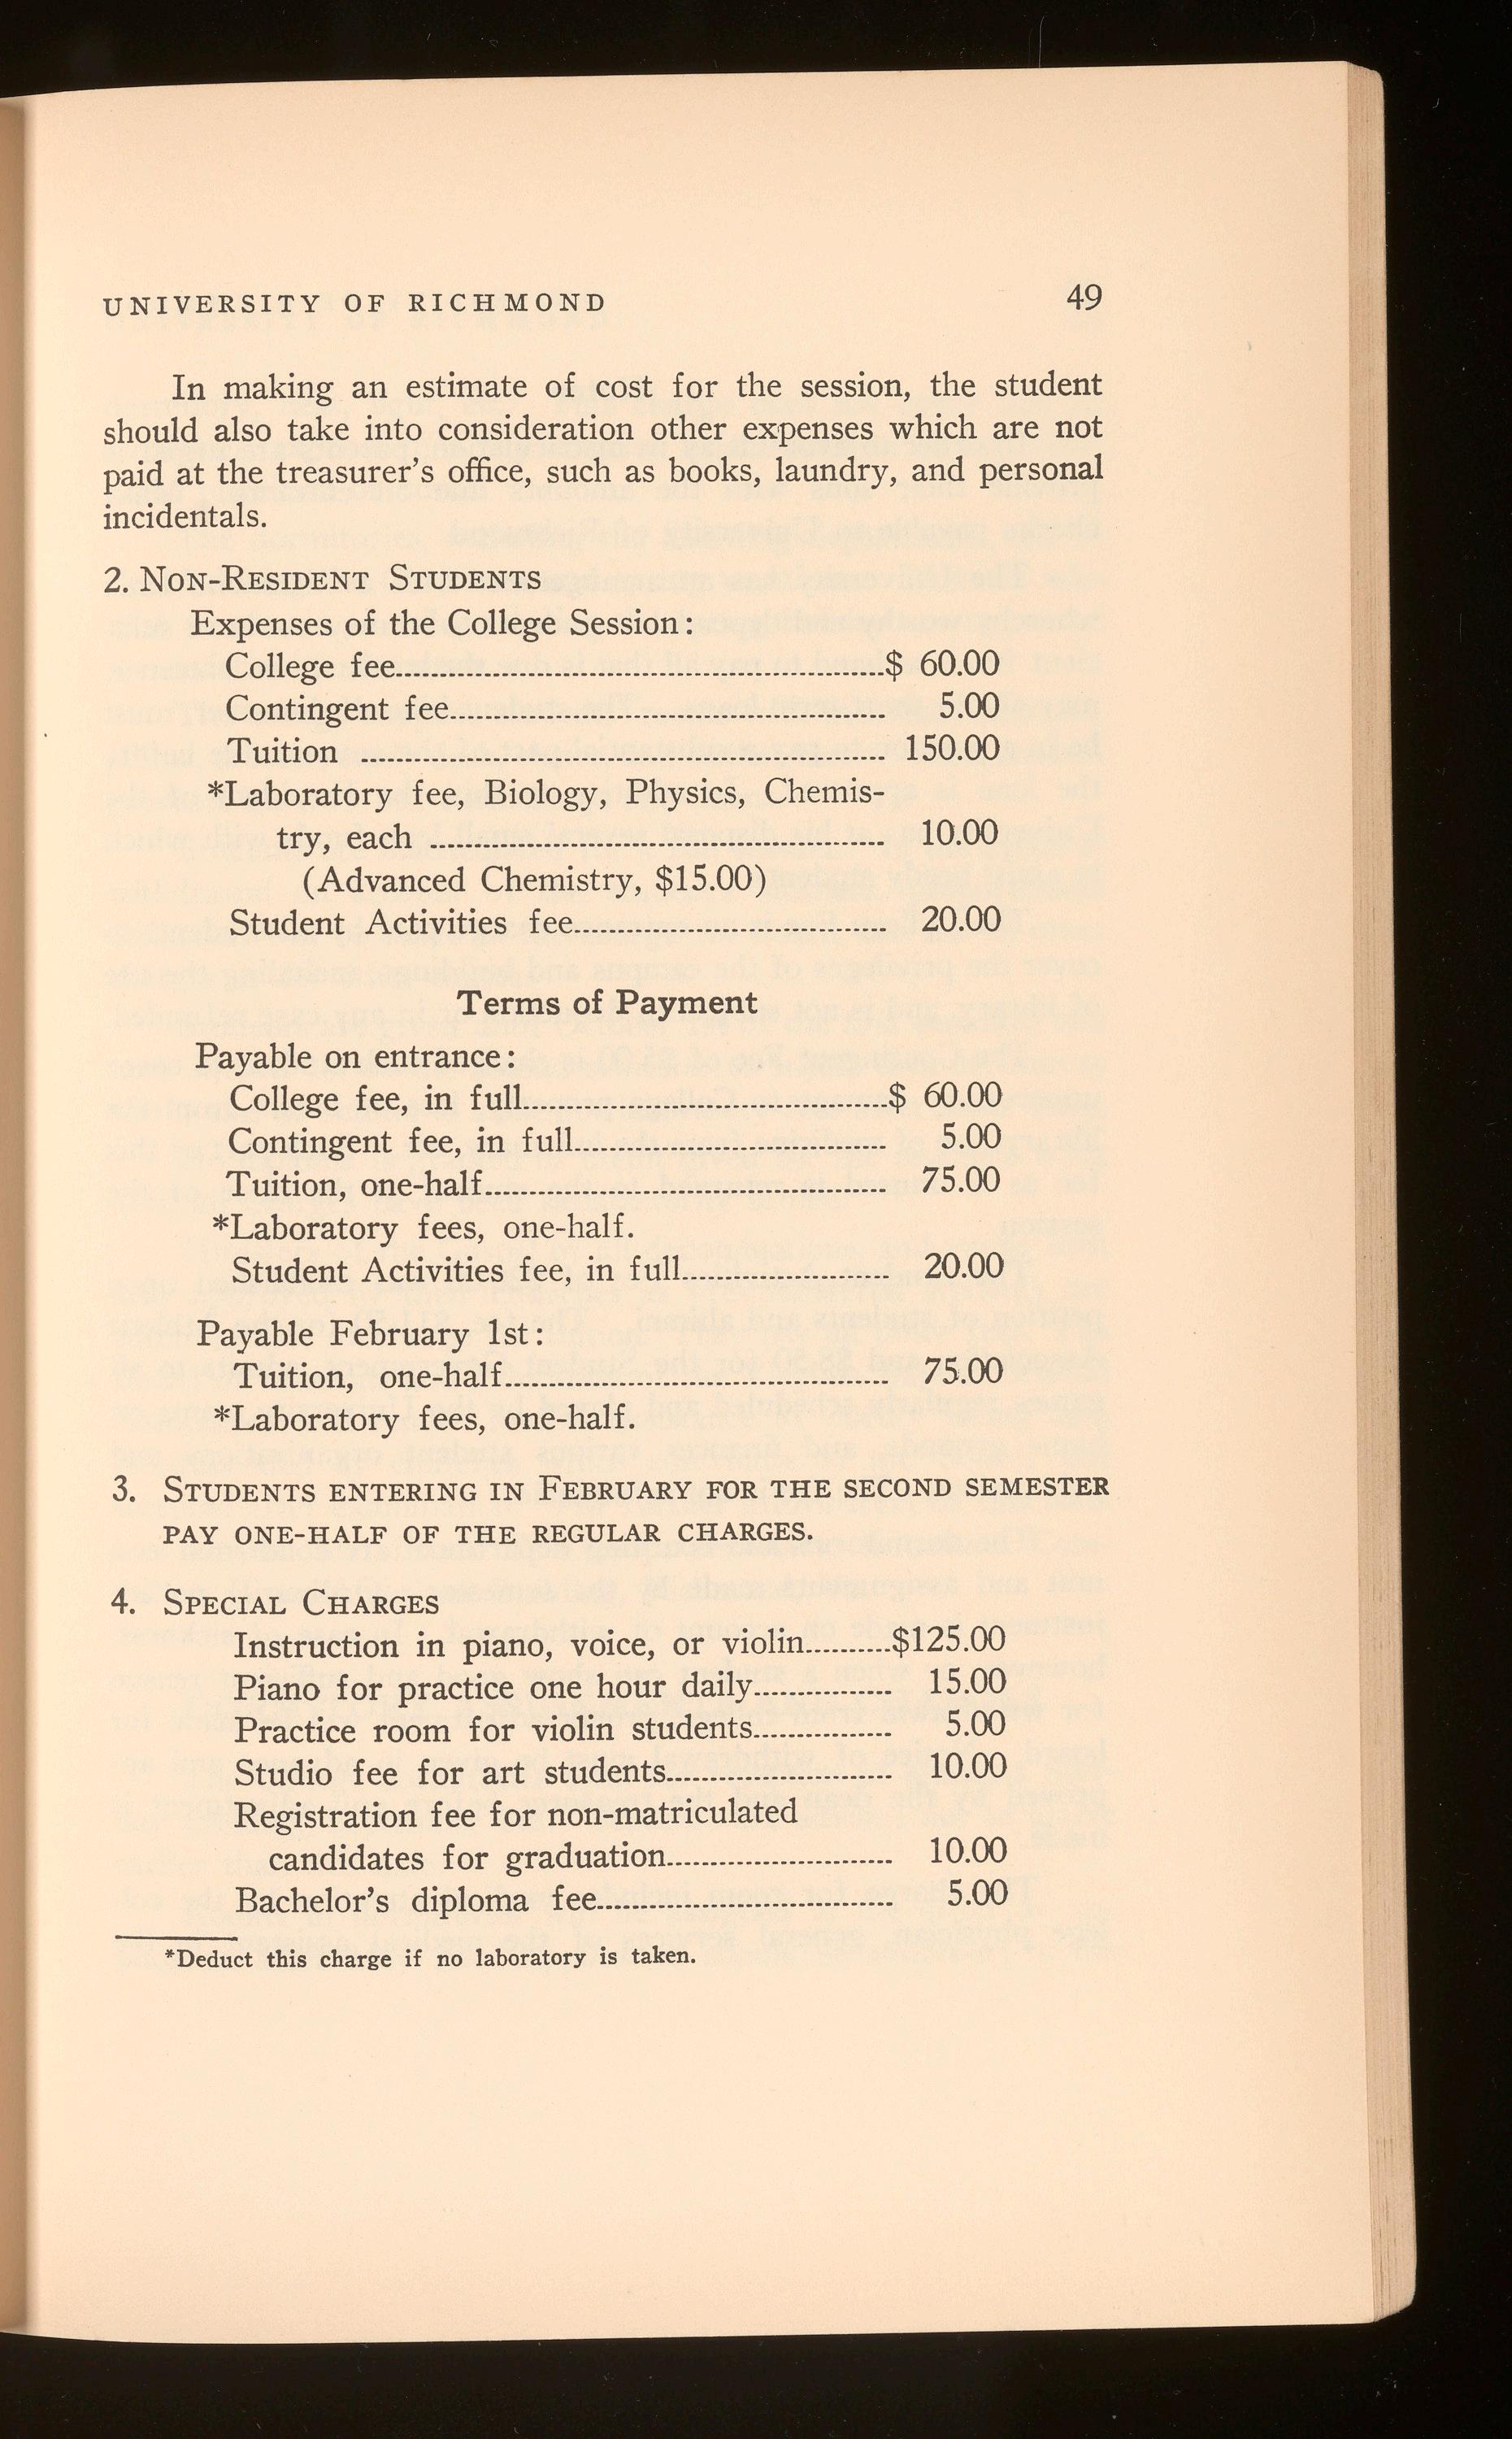 UNIVERSITY OF RICHMOND 49
In making an estimate of cost for the session, the student
should also take into consideration other expenses which are not
paid at the treasurer's office, such as books, laundry, and personal
incidentals.
2. NON-RESIDENT STUDENTS
Expenses of the College Session:
College fee........................................$ 60.00
Contingent fee........................................ 5.00
Tuition ........................................ 150.00
*Laboratory fee, Biology, Physics, Chemis-
try, each ........................................ 10.00
(Advanced Chemistry, $15.00)
Student Activities fee........................................ 20.00
Terms of Payment
Payable on entrance:
College fee, in full........................................$ 60.00
Contingent fee, in full........................................ 5.00
Tuition, one-half........................................ 75.00
*Laboratory fees, one-half.
Student Activities fee, in full........................................ 20.00
Payable February 1st:
Tuition, one-half........................................ 75.00
*Laboratory fees, one-half.
3. STUDENTS ENTERING IN FEBRUARY FOR THE SECOND SEMESTER
PAY ONE-HALF OF THE REGULAR CHARGES.
4. SPECIAL CHARGES
Instruction in piano, voice, or violin..........$125.00
Piano for practice one hour daily................ 15.00
Practice room for violin students................ 5.00
Studio fee for art students.......................... 10.00
Registration fee for non-matriculated
candidates for graduation.......................... 10.00
Bachelor's diploma fee.................................. 5.00
*Deduct this charge if no laboratory is taken.